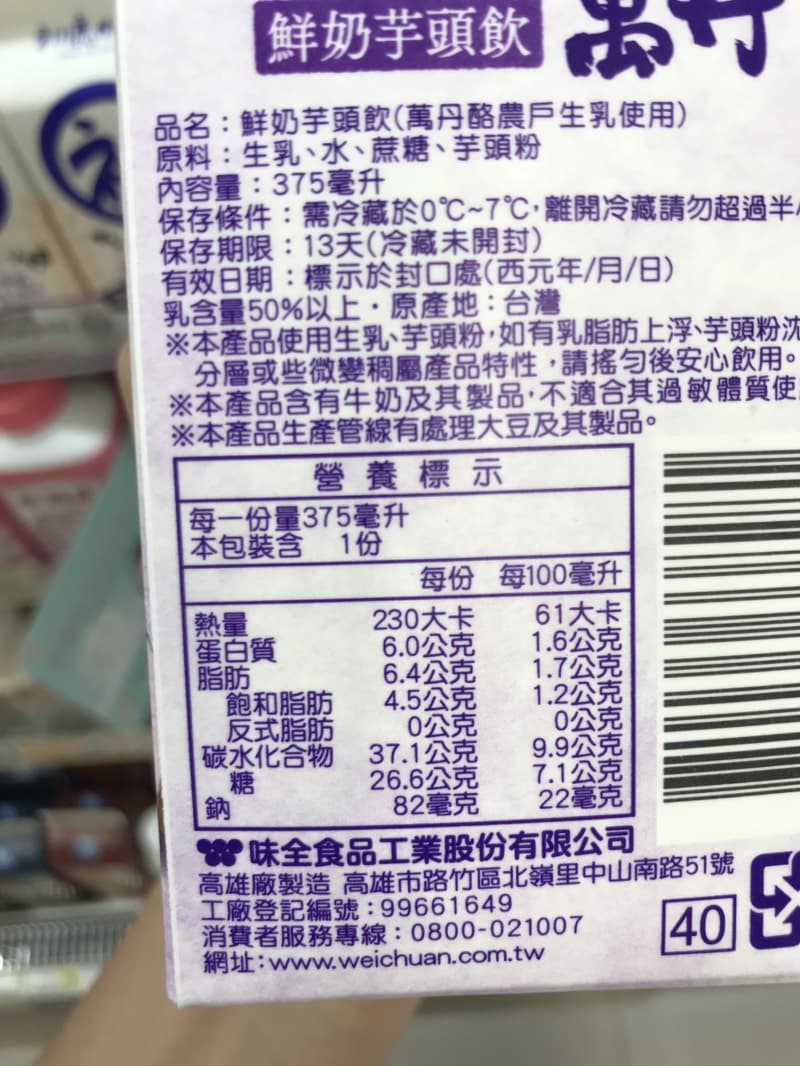 鮮奶芋頭飲
萬丹
品名：鮮奶芋頭飲(萬丹酪農戶生乳使用)
原料：生乳、水、蔗糖、芋頭粉
內容量：375毫升
保存條件：需冷藏於0℃~7℃，離開冷藏請勿超過半
保存期限：13天(冷藏未開封)
有效日期：標示於封口處(西元年/月/日)
乳含量50%以上・原產地：台灣
※本產品使用生乳、芋頭粉，如有乳脂肪上浮、芋頭粉沈
分層或些微變稠屬產品特性，請搖勻後安心飲用。
※本產品含有牛奶及其製品，不適合其過敏體質使
※本產品生產管線有處理大豆及其製品。
營養標示
每一份量375毫升
本包裝含 1份
每份 每100毫升
熱量 230大卡 61大卡
蛋白質 6.0公克 1.6公克
脂肪 6.4公克 1.7公克
飽和脂肪 4.5公克 1.2公克
反式脂肪 0公克 0公克
碳水化合物 37.1公克 9.9公克
糖 26.6公克 7.1公克
鈉 82毫克 22毫克
味全食品工業股份有限公司
高雄廠製造 高雄市路竹區北嶺里中山南路51號
工廠登記編號：99661649
消費者服務專線：0800-021007
網址：www.weichuan.com.tw
40